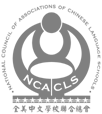 NATIONAL COUNCIL OF ASSOCIATIONS OF CHINESE LANGUAGE SCHOOLS
NCACLS
全美中文學校聯合總會